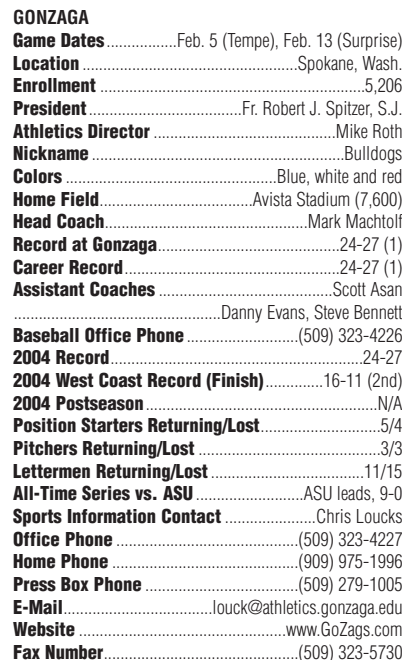 GONZAGA
Game Dates.................Feb. 5 (Tempe), Feb. 13 (Surprise)
Location ..................................................Spokane, Wash.
Enrollment ..................................................................5,206
President .....................................Fr. Robert J. Spitzer, S.J.
Athletics Director ............................................Mike Roth
Nickname .............................................................Bulldogs
Colors .............................................Blue, white and red
Home Field.....................................Avista Stadium (7,600)
Head Coach.................................................Mark Machtolf
Record at Gonzaga............................................24-27 (1)
Career Record....................................................24-27 (1)
Assistant Coaches ..........................................Scott Asan
..................................................Danny Evans, Steve Bennett
Baseball Office Phone ...........................(509) 323-4226
2004 Record.............................................................24-27
2004 West Coast Record (Finish)..............16-11 (2nd)
2004 Postseason ........................................................N/A
Position Starters Returning/Lost.............................5/4
Pitchers Returning/Lost ............................................3/3
Lettermen Returning/Lost ......................................11/15
All-Time Series vs. ASU..........................ASU leads, 9-0
Sports Information Contact ......................Chris Loucks
Office Phone ..............................................(509) 323-4227
Home Phone ..............................................(909) 975-1996
Press Box Phone ......................................(509) 279-1005
E-Mail....................................louck@athletics.gonzaga.edu
Website ..................................................www.GoZags.com
Fax Number...............................................(509) 323-5730